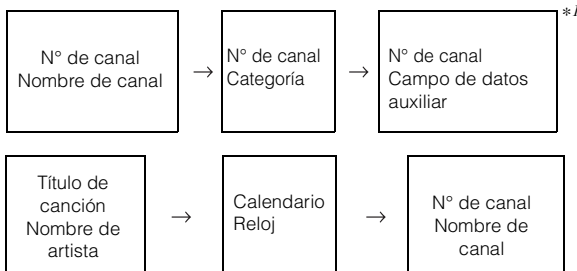 N° de canal
Nombre de canal
→
N° de canal
Categoría
→
N° de canal
Campo de datos
auxiliar
Título de
canción
Nombre de
artista
→
Calendario
Reloj
→
N° de canal
Nombre de
canal